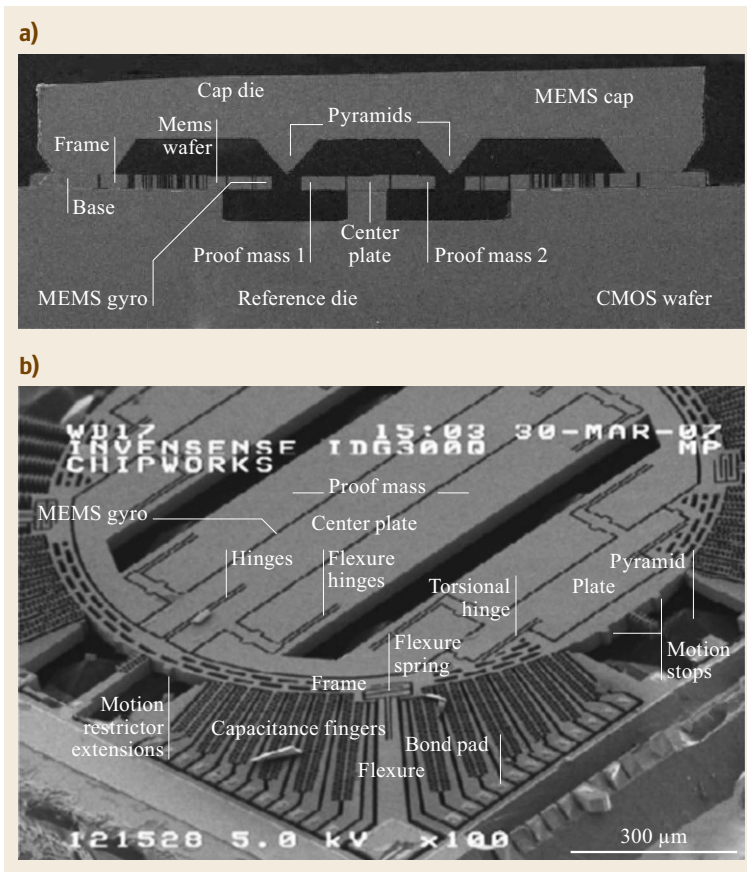 a)
Cap die
MEMS cap
Pyramids
Mems
wafer
Frame
Base
Center
plate
Proof mass 1
Proof mass 2
MEMS gyro
Reference die
CMOS wafer
b)
WD17 15:03 30-MAR-07
INVENSENSE IDG300Q MP
CHIPWORKS
Proof mass
MEMS gyro
Center plate
Hinges
Flexure
hinges
Torsional
hinge
Plate
Pyramid
Flexure
spring
Motion
stops
Frame
Motion
restrictor
extensions
Capacitance fingers
Bond pad
Flexure
121528 5.0 kV x100
300 µm